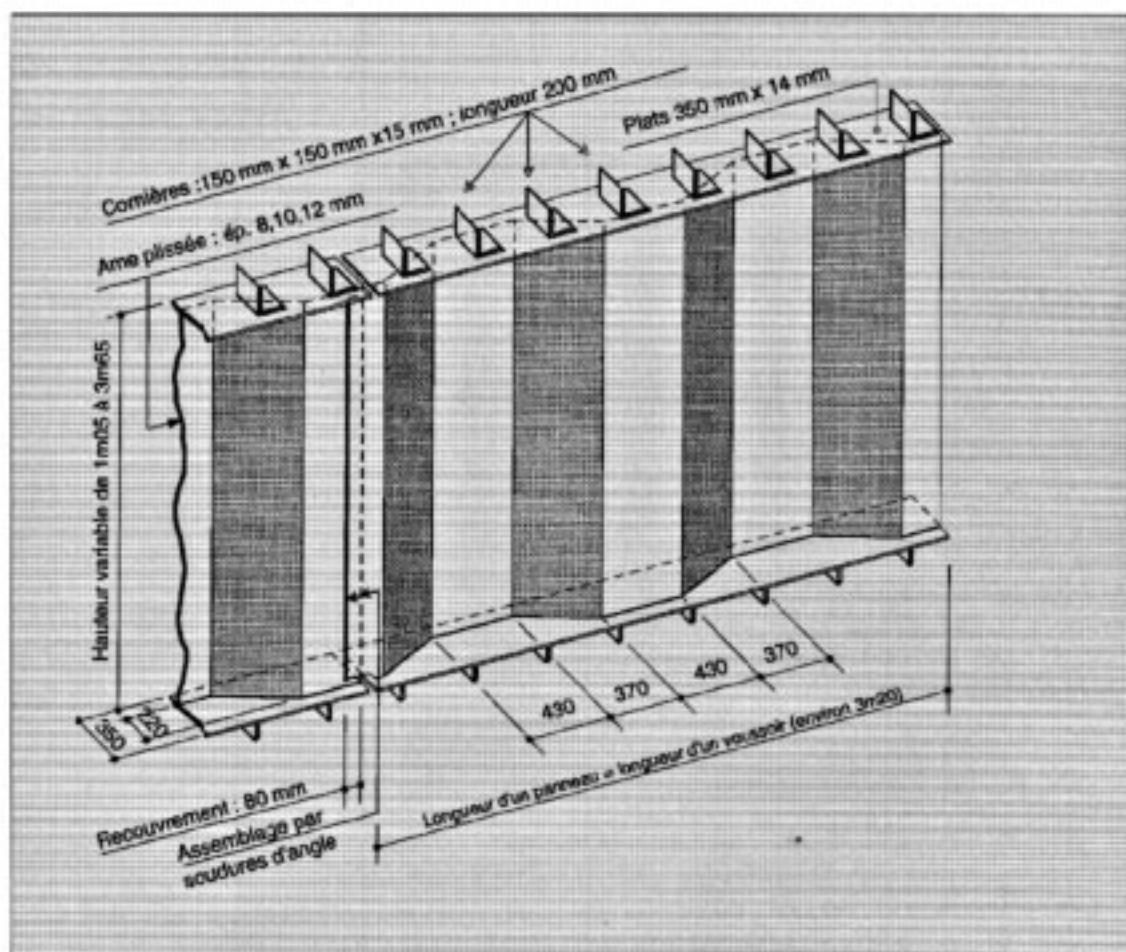 Cornières :150 mm x 150 mm x15 mm ; longueur 200 mm
Plats 350 mm x 14 mm
Ame plissée : ép. 8,10,12 mm
Hauteur variable de 1m05 à 3m65
350
220
430
370
430
370
Longueur d'un panneau = longueur d'un voussoir (environ 3m20)
Recouvrement : 80 mm
Assemblage par
soudures d'angle